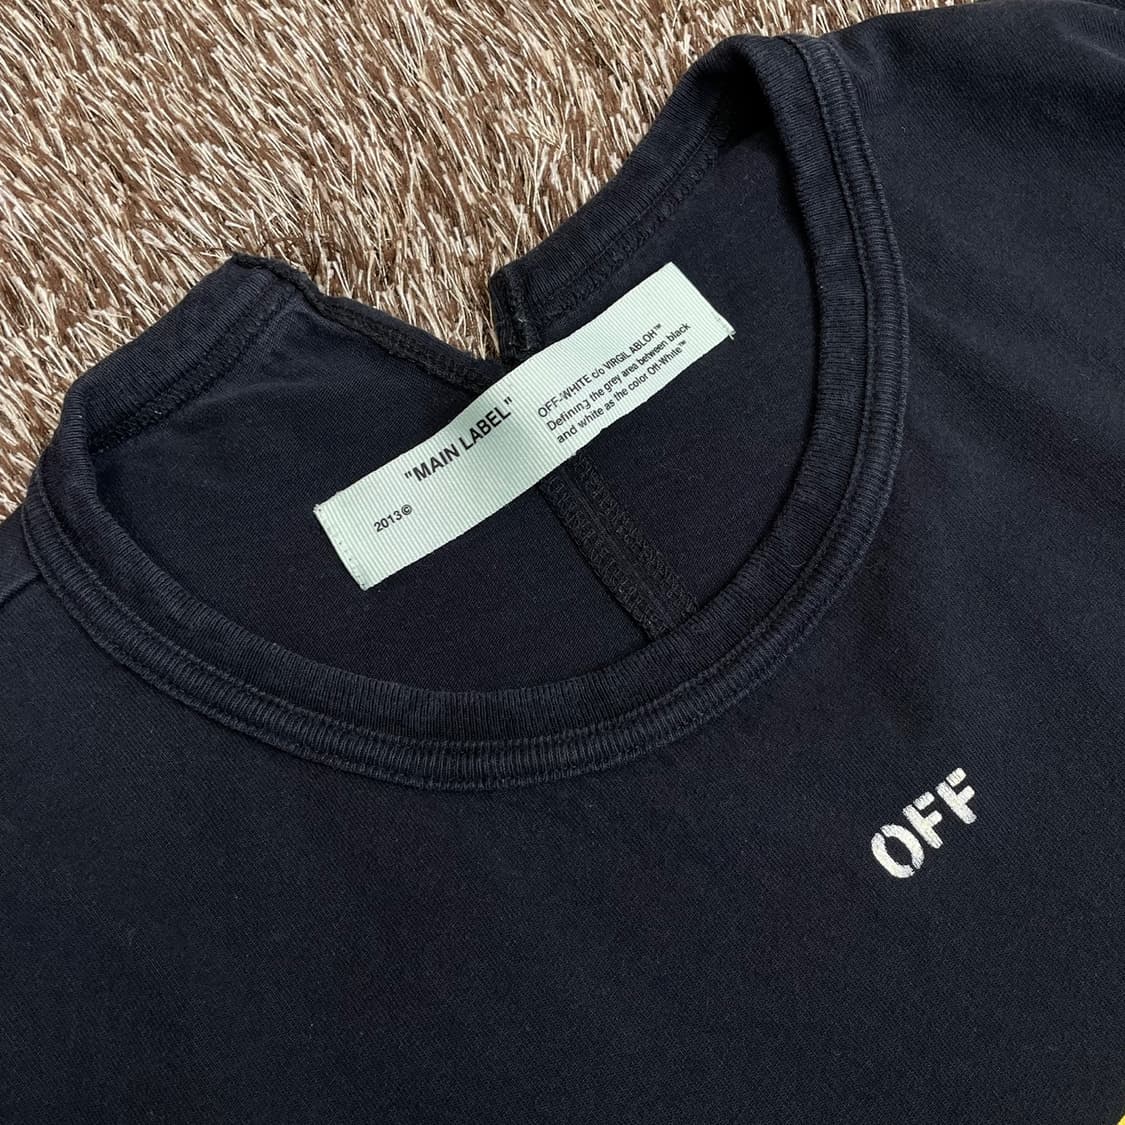 2013©
"MAIN LABEL"
OFF-WHITE c/o VIRGIL ABLOH™
Defining the grey area between black
and white as the color Off-White™
OFF